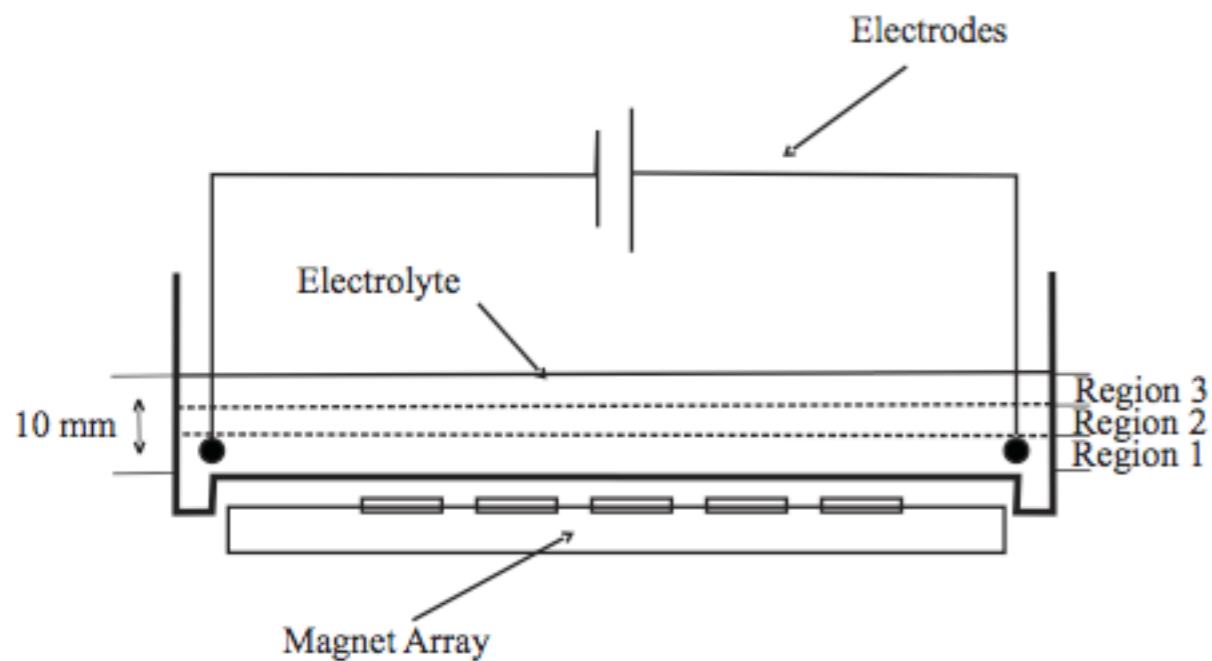 Electrodes
Electrolyte
10 mm
Region 3
Region 2
Region 1
Magnet Array